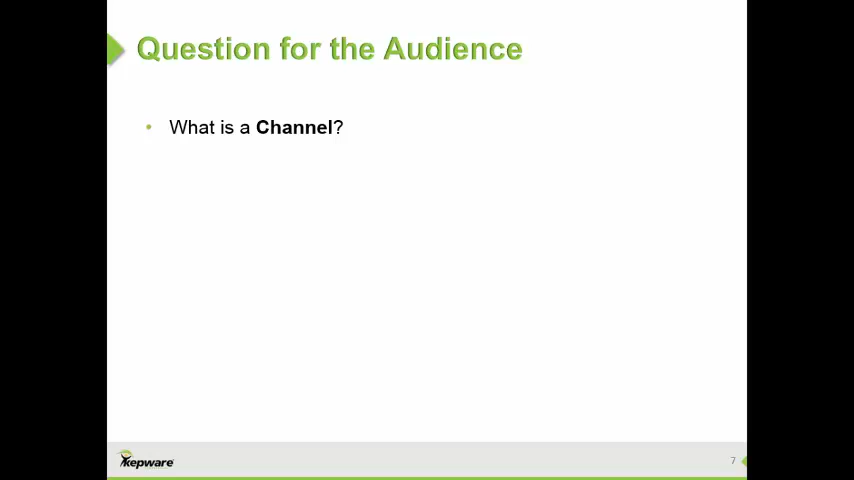 Question for the Audience
• What is a Channel?
kepware
7